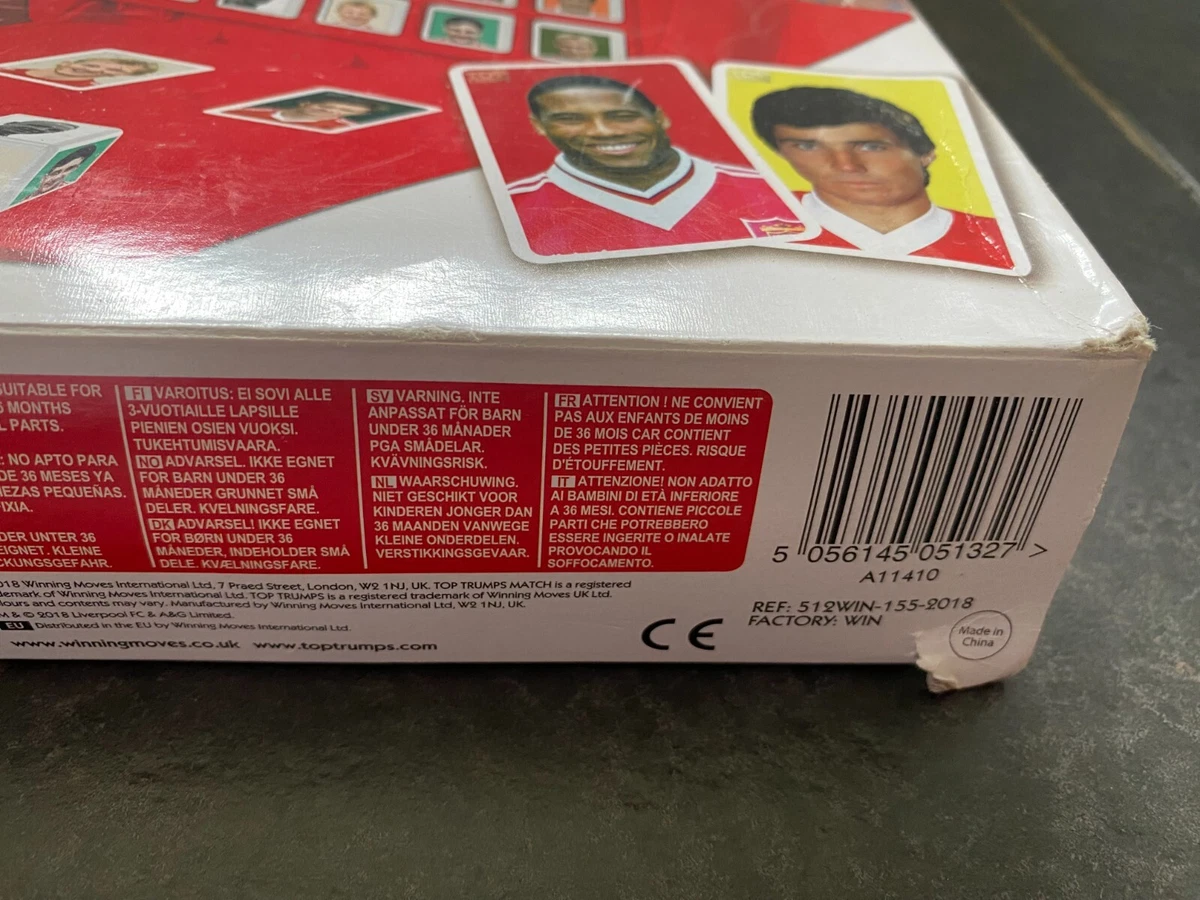 SUITABLE FOR
MONTHS
PARTS.
: NO APTO PARA
DE 36 MESES YA
PEQUEÑAS.
UNTER 36
KLEINE
FI VAROITUS: EI SOVI ALLE
3-VUOTIAILLE LAPSILLE
PIENIEN OSIEN VUOKSI.
TUKEHTUMISVAARA.
NO ADVARSEL. IKKE EGNET
FOR BARN UNDER 36
MÅNEDER GRUNNET SMÅ
DELER. KVELNINGSFARE.
DK ADVARSEL! IKKE EGNET
FOR BØRN UNDER 36
MÅNEDER, INDEHOLDER SMÅ
DELE. KVÆLNINGSFARE.
SV VARNING. INTE
ANPASSAT FÖR BARN
UNDER 36 MÅNADER
PGA SMÅDELAR.
KVÄVNINGSRISK.
NL WAARSCHUWING.
NIET GESCHIKT VOOR
KINDEREN JONGER DAN
36 MAANDEN VANWEGE
KLEINE ONDERDELEN.
VERSTIKKINGSGEVAAR.
FR ATTENTION ! NE CONVIENT
PAS AUX ENFANTS DE MOINS
DE 36 MOIS CAR CONTIENT
DES PETITES PIÈCES. RISQUE
D'ÉTOUFFEMENT.
IT ATTENZIONE! NON ADATTO
AI BAMBINI DI ETÀ INFERIORE
A 36 MESI. CONTIENE PICCOLE
PARTI CHE POTREBBERO
ESSERE INGERITE O INALATE
PROVOCANDO IL
SOFFOCAMENTO.
5 056145 051327 >
A11410
Winning Moves International Ltd, 7 Praed Street, London, W2 1NJ, UK. TOP TRUMPS MATCH is a registered
of Winning Moves International Ltd. TOP TRUMPS is a registered trademark of Winning Moves UK Ltd.
and contents may vary. Manufactured by Winning Moves International Ltd, W2 1NJ, UK.
& © 2018 Liverpool FC & A&G Limited.
EU Distributed in the EU by Winning Moves International Ltd.
www.winningmoves.co.uk www.toptrumps.com
CE
REF: 512WIN-155-2018
FACTORY: WIN
Made in
China